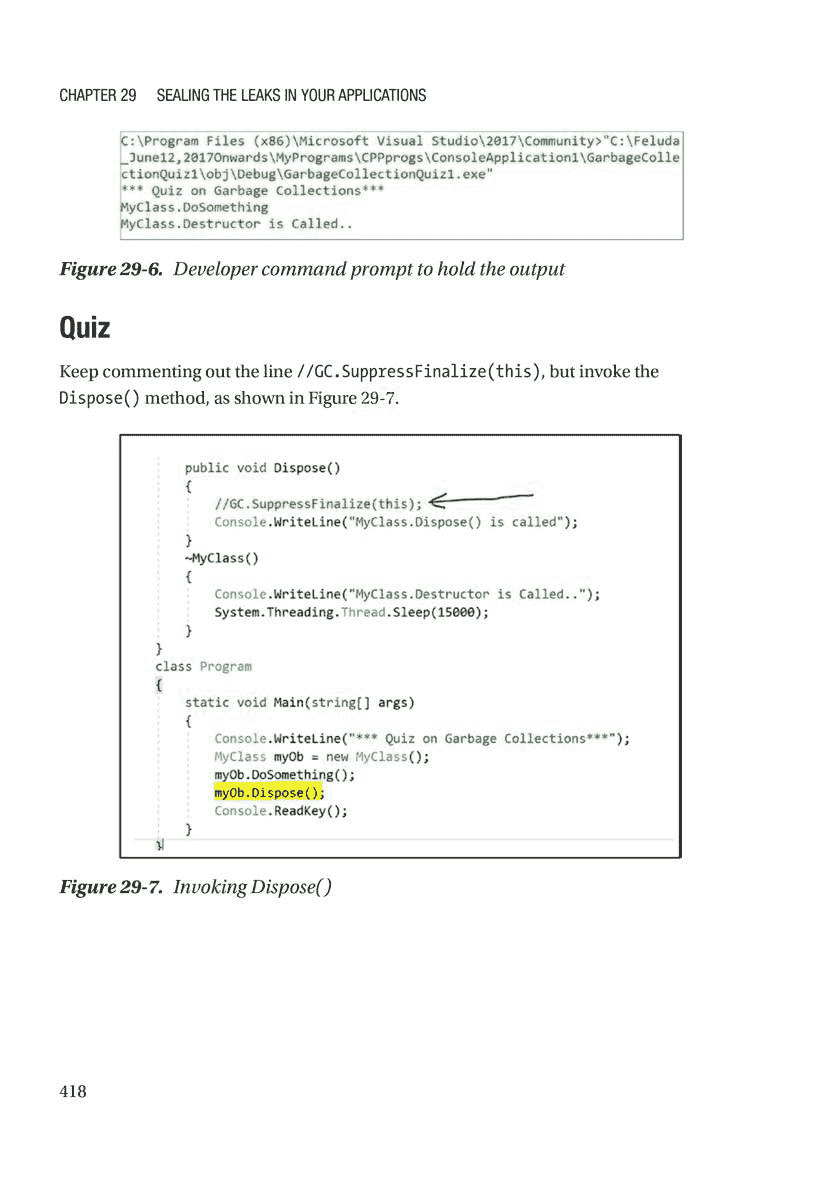 CHAPTER 29 SEALING THE LEAKS IN YOUR APPLICATIONS
C:\Program Files (x86)\Microsoft Visual Studio\2017\Community>"C:\Feluda
_June12,2017Onwards\MyPrograms\CPPprogs\ConsoleApplication1\GarbageColle
ctionQuiz1\obj\Debug\GarbageCollectionQuiz1.exe"
*** Quiz on Garbage Collections***
MyClass.DoSomething
MyClass.Destructor is Called..
Figure 29-6. Developer command prompt to hold the output
Quiz
Keep commenting out the line //GC.SuppressFinalize(this), but invoke the
Dispose() method, as shown in Figure 29-7.
public void Dispose()
{
//GC.SuppressFinalize(this);
Console.WriteLine("MyClass.Dispose() is called");
}
~MyClass()
{
Console.WriteLine("MyClass.Destructor is Called..");
System.Threading.Thread.Sleep(15000);
}
}
class Program
{
static void Main(string[] args)
{
Console.WriteLine("*** Quiz on Garbage Collections***");
MyClass myOb = new MyClass();
myOb.DoSomething();
myOb.Dispose();
Console.ReadKey();
}
}
Figure 29-7. Invoking Dispose()
418